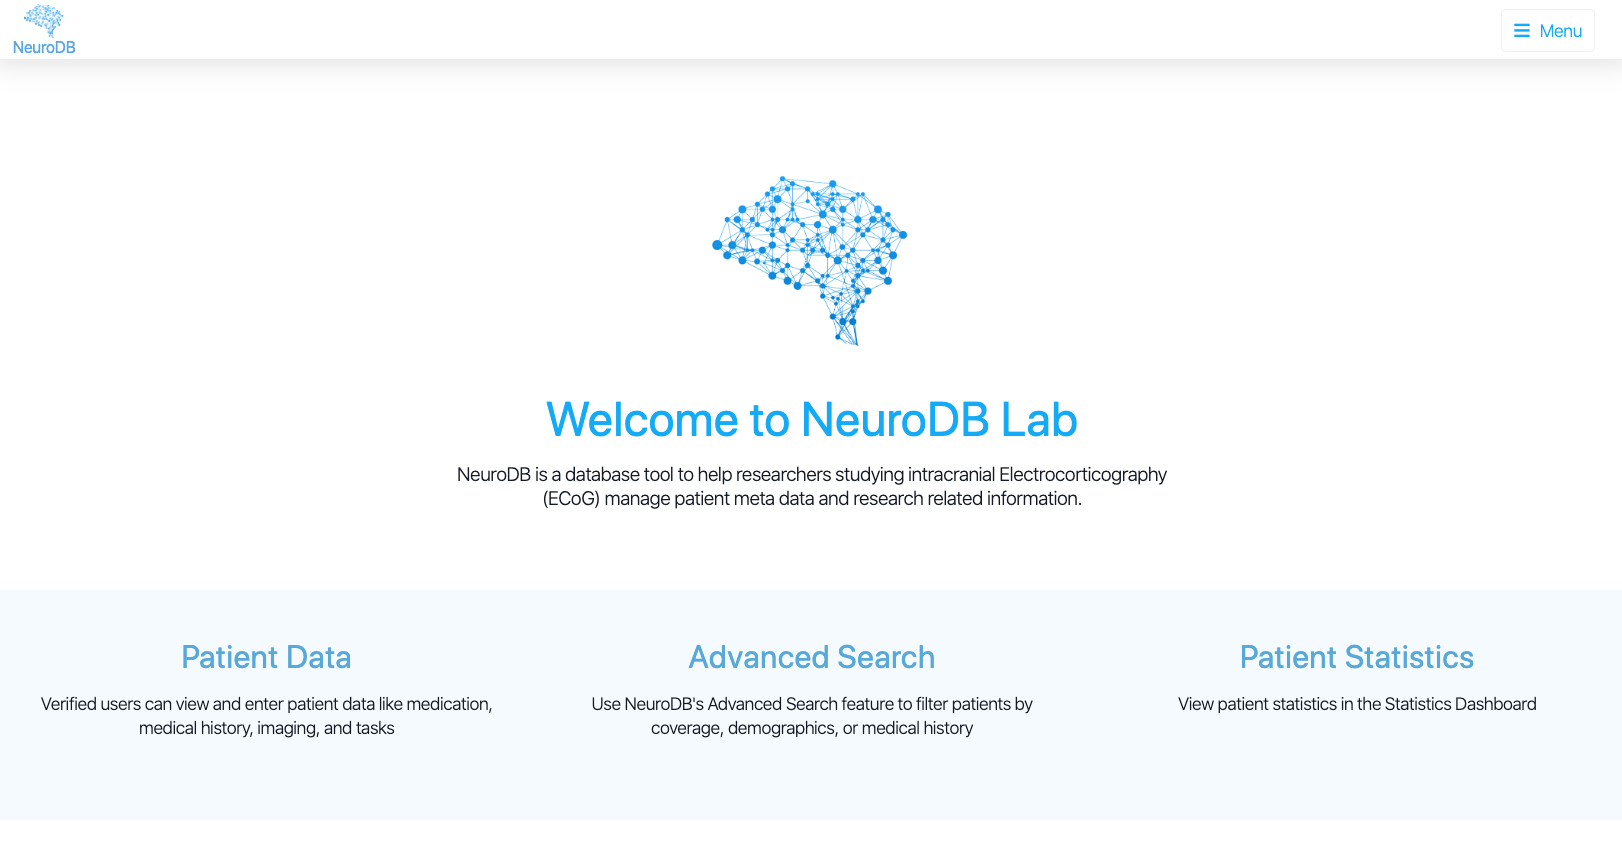 NeuroDB
Menu
Welcome to NeuroDB Lab
NeuroDB is a database tool to help researchers studying intracranial Electrocorticography
(ECoG) manage patient meta data and research related information.
Patient Data
Verified users can view and enter patient data like medication,
medical history, imaging, and tasks
Advanced Search
Use NeuroDB's Advanced Search feature to filter patients by
coverage, demographics, or medical history
Patient Statistics
View patient statistics in the Statistics Dashboard